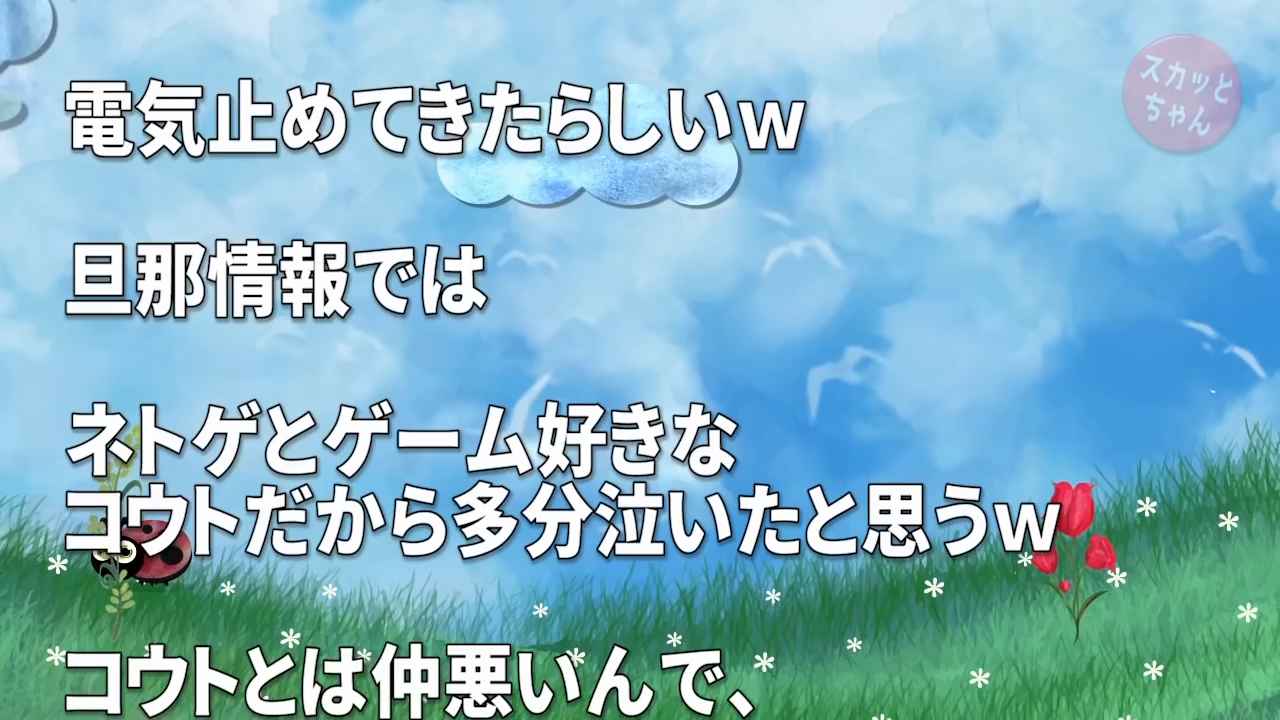 電気止めてきたらしいｗ
旦那情報では
ネトゲとゲーム好きな
コウトだから多分泣いたと思うｗ
コウトとは仲悪いんで、
スカッと
ちゃん